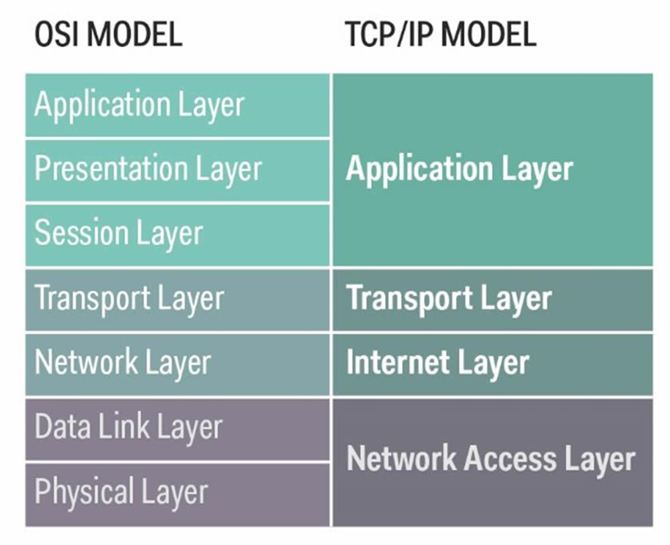 OSI MODEL
TCP/IP MODEL
Application Layer
Presentation Layer
Session Layer
Transport Layer
Network Layer
Data Link Layer
Physical Layer
Application Layer
Transport Layer
Internet Layer
Network Access Layer